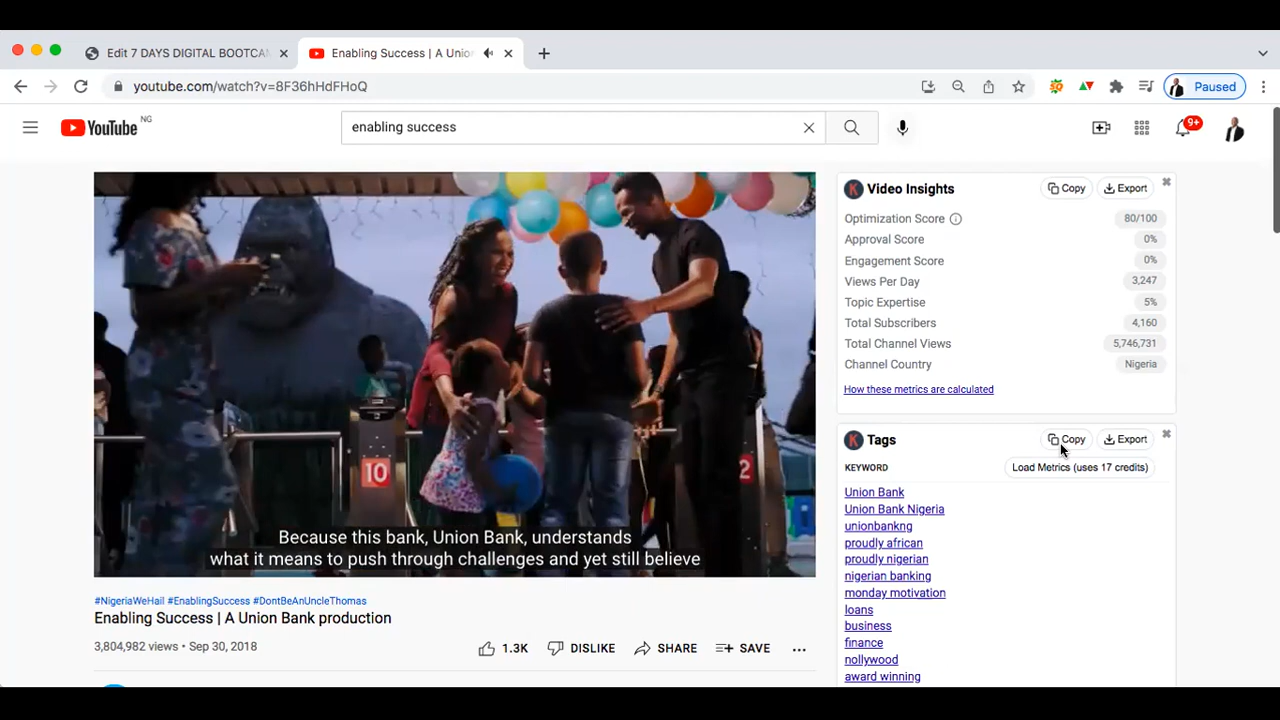 Edit 7 DAYS DIGITAL BOOTCAM
Enabling Success | A Union
youtube.com/watch?v=8F36hHdFHoQ
Paused
YouTube NG
enabling success
9+
10
2
Because this bank, Union Bank, understands
what it means to push through challenges and yet still believe
#NigeriaWeHail #EnablingSuccess #DontBeAnUncleThomas
Enabling Success | A Union Bank production
3,804,982 views • Sep 30, 2018
1.3K DISLIKE SHARE SAVE
K Video Insights Copy Export
Optimization Score 80/100
Approval Score 0%
Engagement Score 0%
Views Per Day 3,247
Topic Expertise 5%
Total Subscribers 4,160
Total Channel Views 5,746,731
Channel Country Nigeria
How these metrics are calculated
K Tags Copy Export
KEYWORD Load Metrics (uses 17 credits)
Union Bank
Union Bank Nigeria
unionbankng
proudly african
proudly nigerian
nigerian banking
monday motivation
loans
business
finance
nollywood
award winning